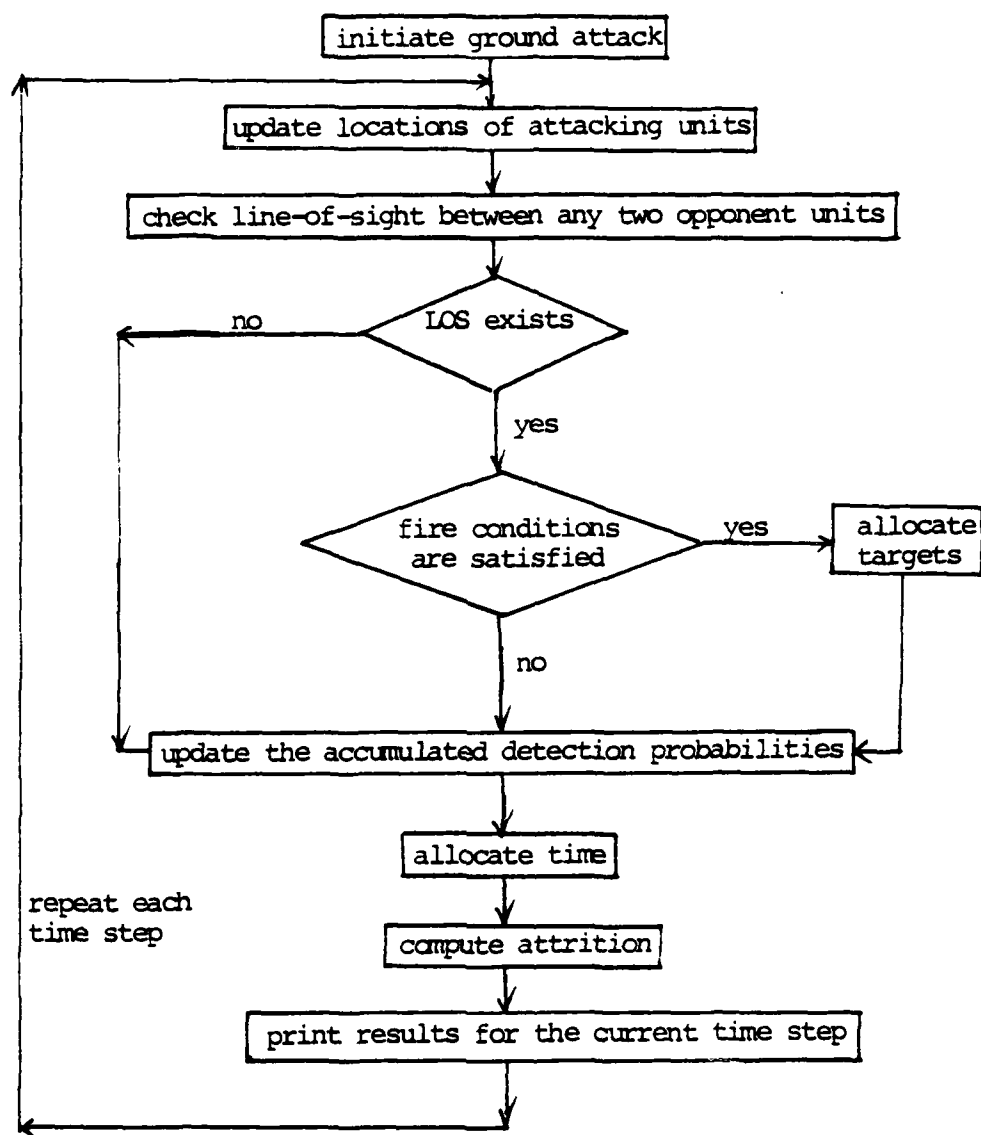 initiate ground attack
update locations of attacking units
check line-of-sight between any two opponent units
LOS exists
no
yes
fire conditions
are satisfied
yes
allocate
targets
no
update the accumulated detection probabilities
allocate time
repeat each
time step
compute attrition
print results for the current time step